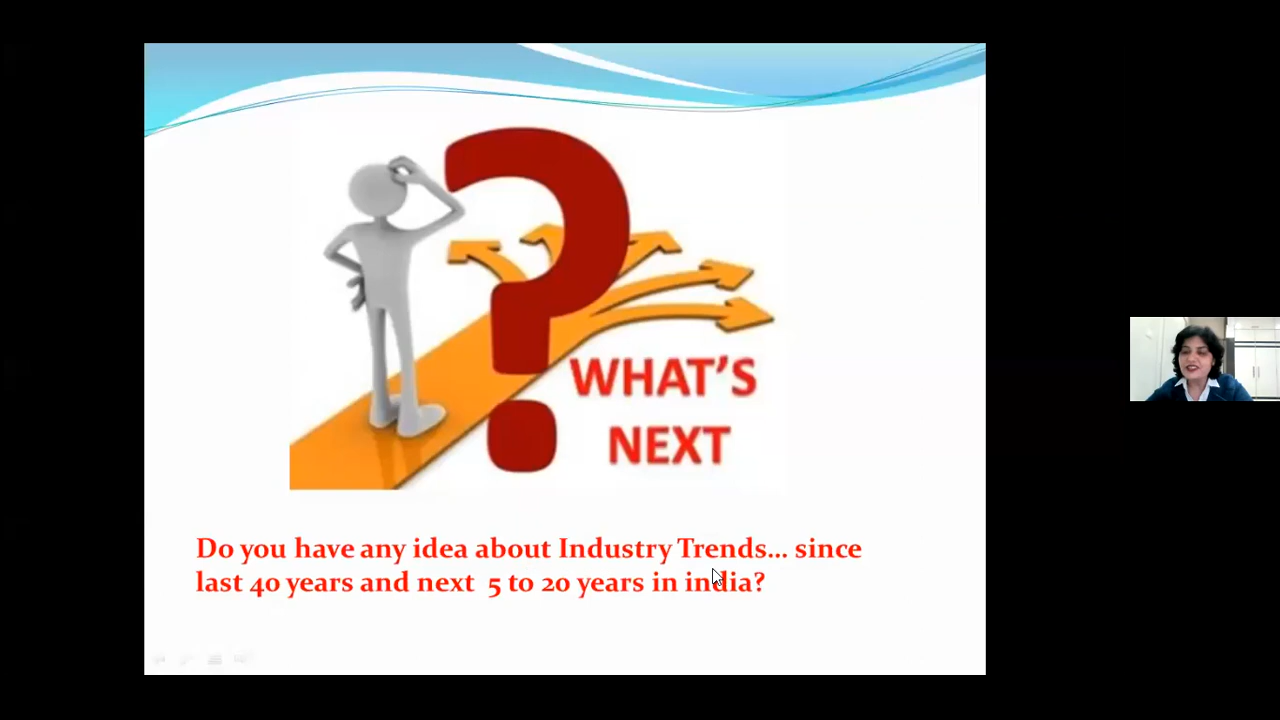 WHAT'S
NEXT
Do you have any idea about Industry Trends... since
last 40 years and next 5 to 20 years in india?